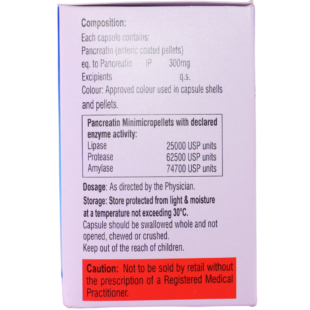 Composition:
Each capsule contains:
Pancreatin (enteric coated pellets)
eq. to Pancreatin IP 300mg
Excipients q.s.
Colour: Approved colour used in capsule shells
and pellets.
Pancreatin Minimicropellets with declared
enzyme activity:
Lipase 25000 USP units
Protease 62500 USP units
Amylase 74700 USP units
Dosage: As directed by the Physician.
Storage: Store protected from light & moisture
at a temperature not exceeding 30°C.
Capsule should be swallowed whole and not
opened, chewed or crushed.
Keep out of the reach of children.
Caution: Not to be sold by retail without
the prescription of a Registered Medical
Practitioner.